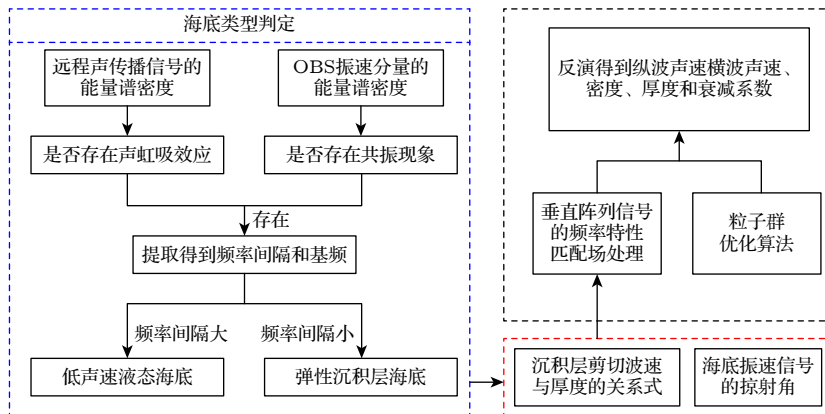 海底类型判定
远程声传播信号的
能量谱密度
OBS振速分量的
能量谱密度
是否存在声虹吸效应
是否存在共振现象
存在
提取得到频率间隔和基频
频率间隔大
频率间隔小
低声速液态海底
弹性沉积层海底
反演得到纵波声速横波声速、
密度、厚度和衰减系数
垂直阵列信号
的频率特性
匹配场处理
粒子群
优化算法
沉积层剪切波速
与厚度的关系式
海底振速信号
的掠射角